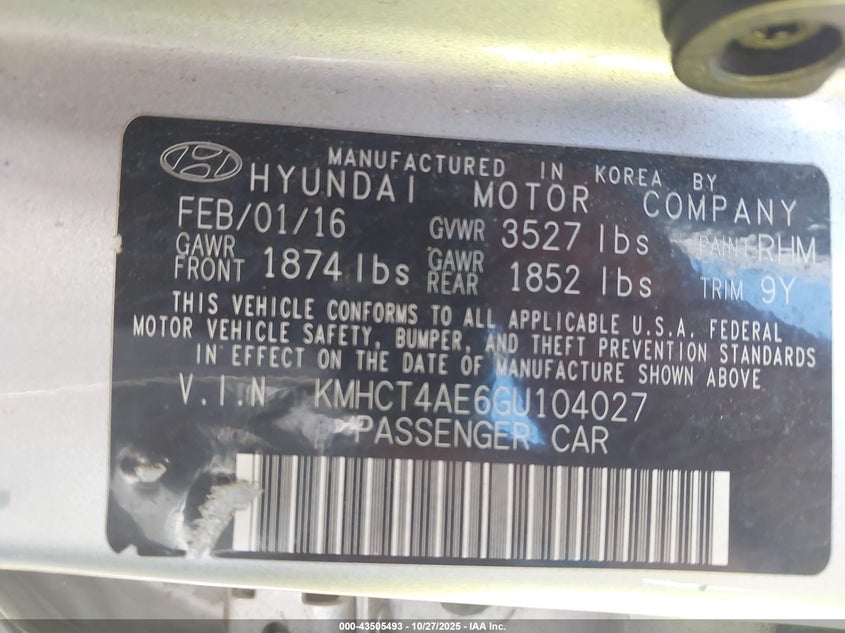 MANUFACTURED IN KOREA BY
HYUNDAI MOTOR COMPANY
FEB/01/16 GVWR 3527 lbs PAINT RHM
GAWR FRONT 1874 lbs GAWR REAR 1852 lbs TRIM 9Y
THIS VEHICLE CONFORMS TO ALL APPLICABLE U.S.A. FEDERAL
MOTOR VEHICLE SAFETY, BUMPER, AND THEFT PREVENTION STANDARDS
IN EFFECT ON THE DATE OF MANUFACTURE SHOWN ABOVE
V.I.N KMHCT4AE6GU104027
PASSENGER CAR
000-43505493 - 10/27/2025 - IAA Inc.